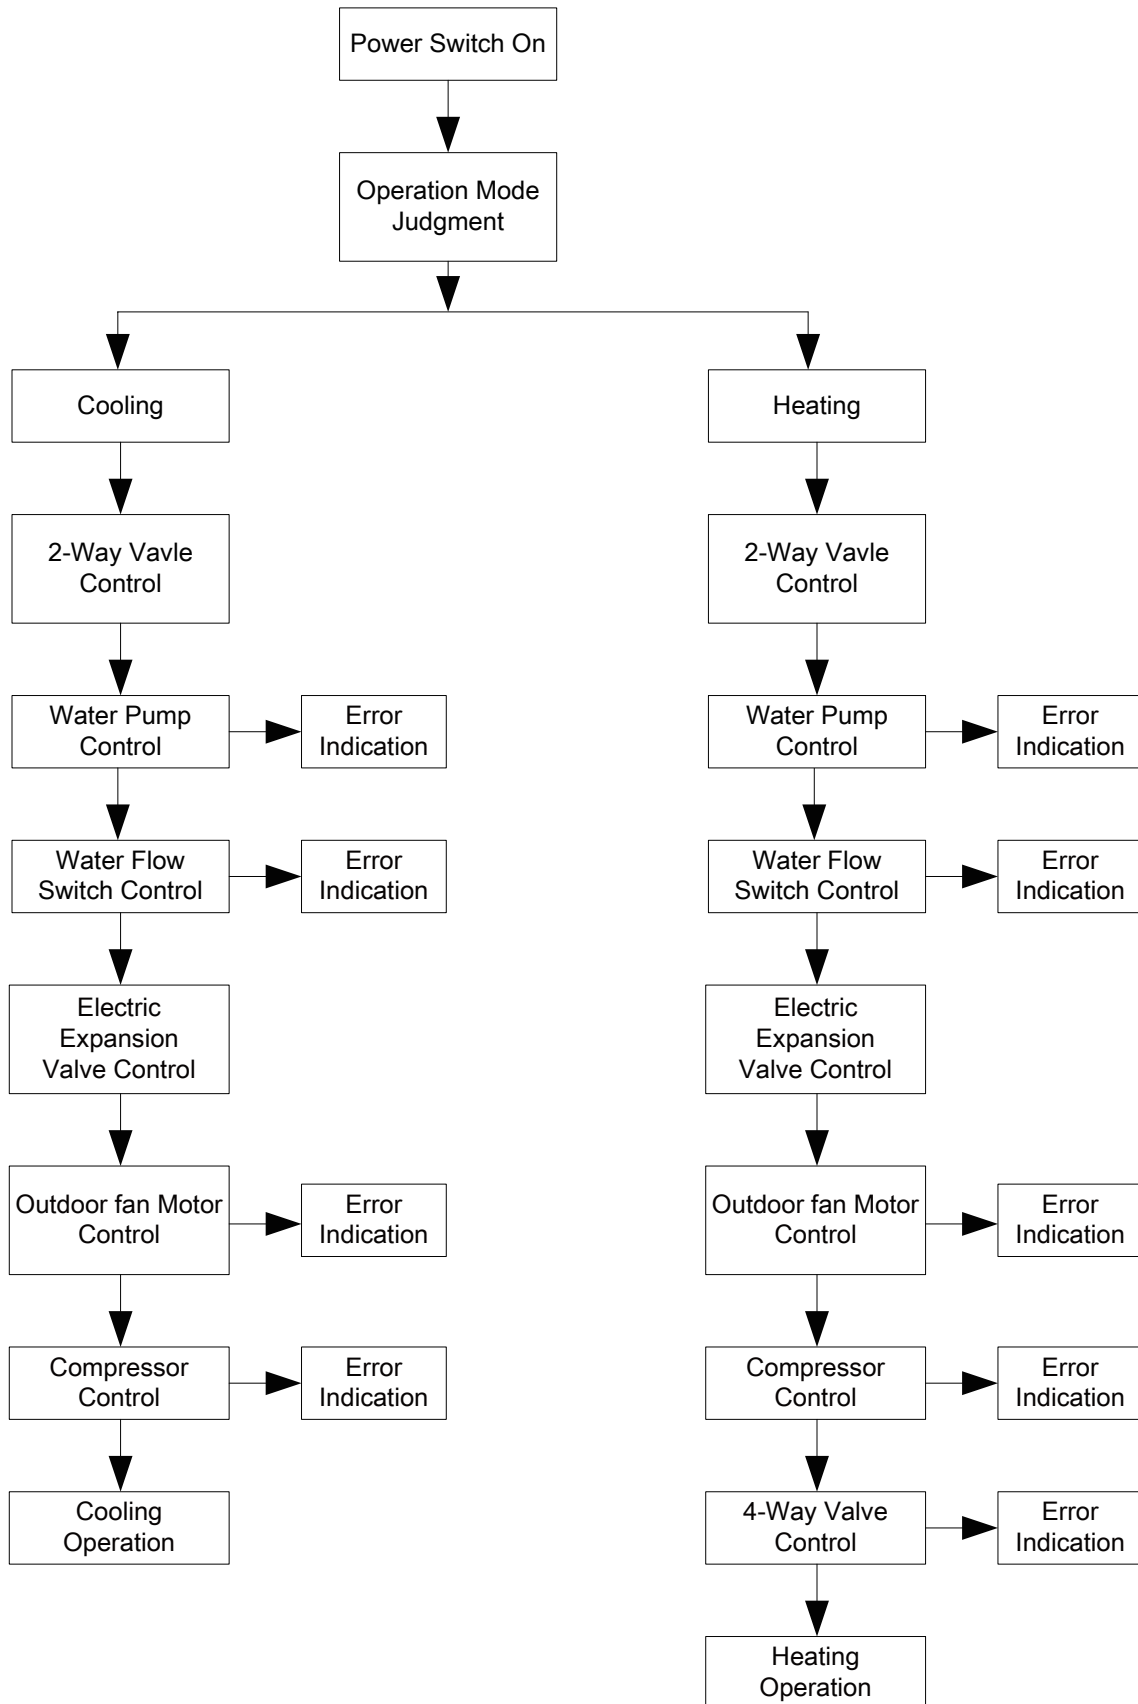 Power Switch On
Operation Mode
Judgment
Cooling
Heating
2-Way Vavle
Control
2-Way Vavle
Control
Water Pump
Control
Error
Indication
Water Pump
Control
Error
Indication
Water Flow
Switch Control
Error
Indication
Water Flow
Switch Control
Error
Indication
Electric
Expansion
Valve Control
Electric
Expansion
Valve Control
Outdoor fan Motor
Control
Error
Indication
Outdoor fan Motor
Control
Error
Indication
Compressor
Control
Error
Indication
Compressor
Control
Error
Indication
Cooling
Operation
4-Way Valve
Control
Error
Indication
Heating
Operation